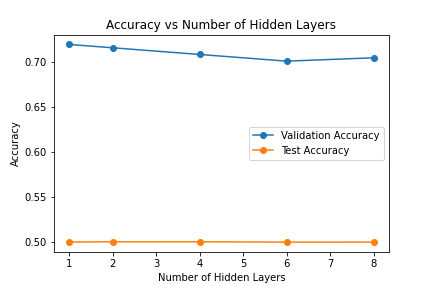 Accuracy vs Number of Hidden Layers
Accuracy
0.70
0.65
0.60
0.55
0.50
Validation Accuracy
Test Accuracy
1 2 3 4 5 6 7 8
Number of Hidden Layers